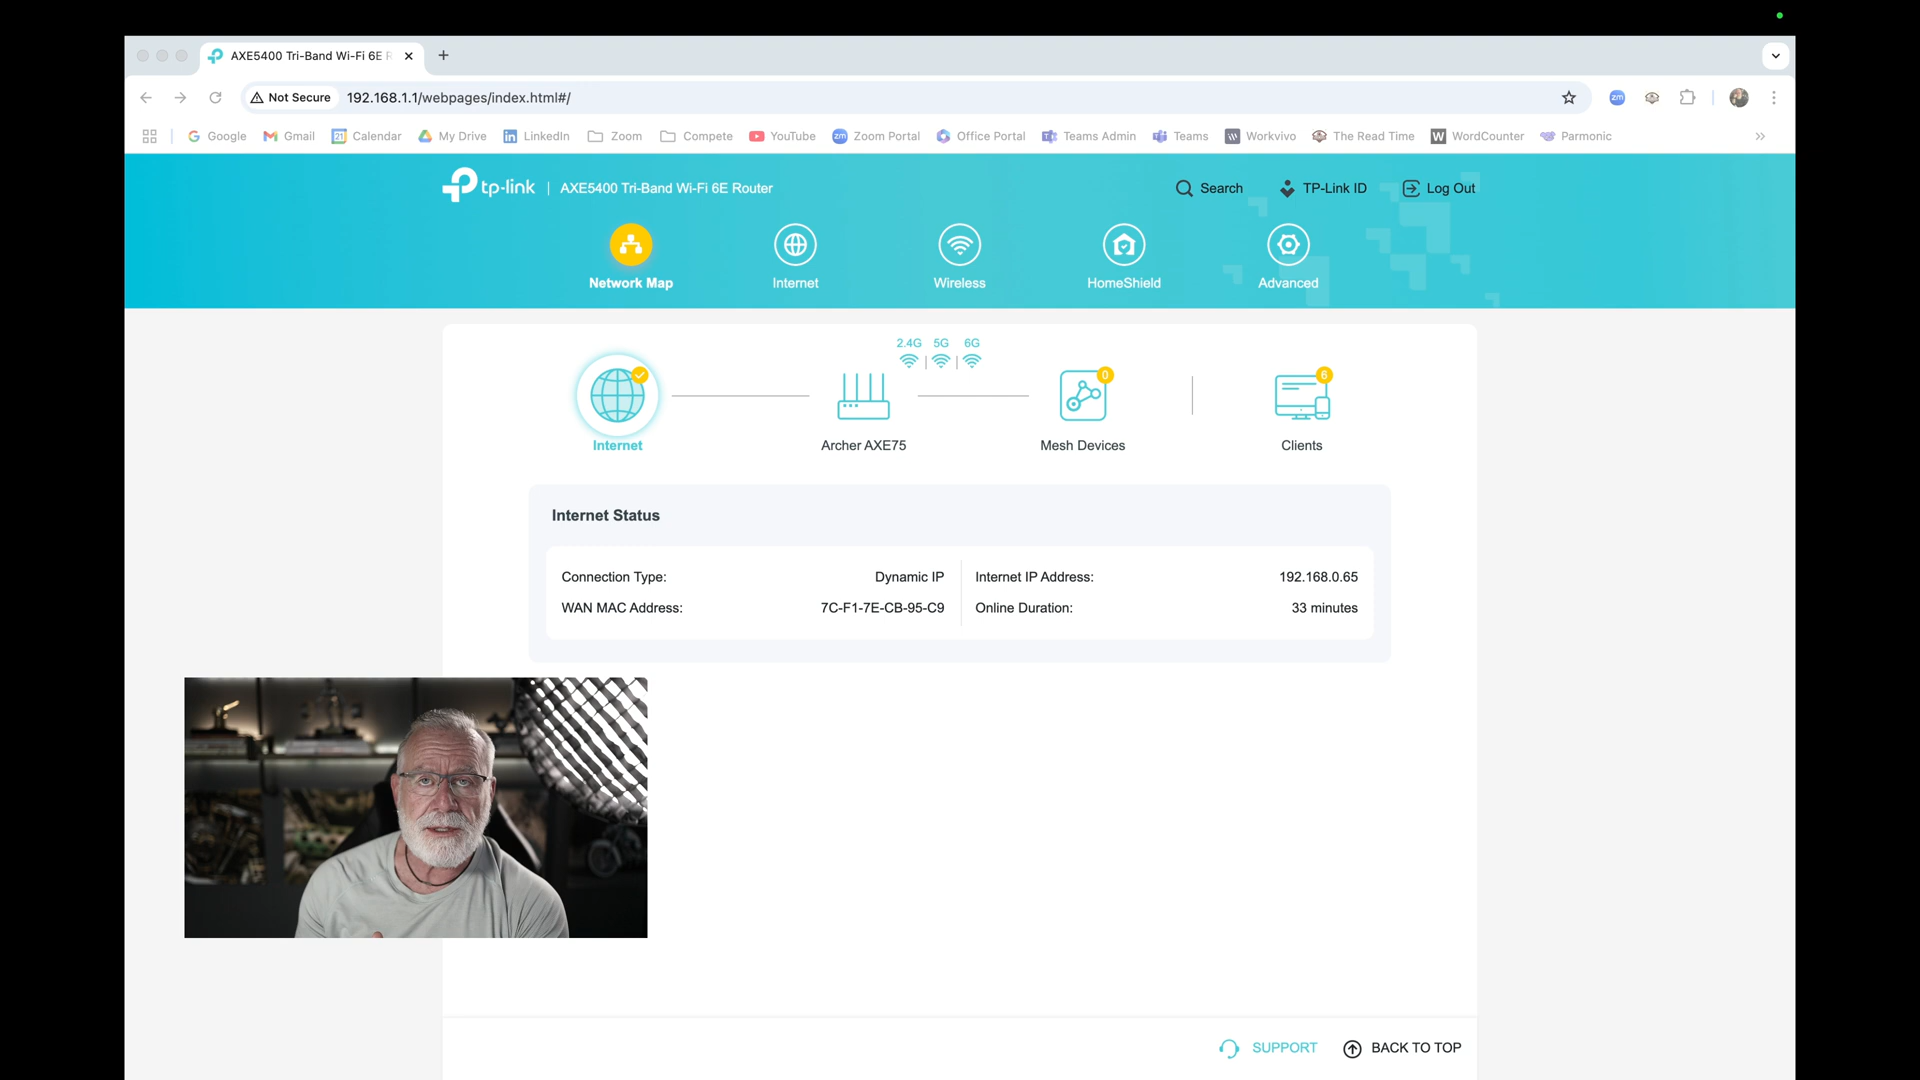 AXE5400 Tri-Band Wi-Fi 6E R
Not Secure 192.168.1.1/webpages/index.html#/ zm
Google Gmail 21 Calendar My Drive LinkedIn Zoom Compete YouTube zm Zoom Portal Office Portal Teams Admin Teams Workvivo The Read Time W WordCounter Parmonic
tp-link | AXE5400 Tri-Band Wi-Fi 6E Router Search TP-Link ID Log Out
Network Map Internet Wireless HomeShield Advanced
2.4G 5G 6G
0 6
Internet Archer AXE75 Mesh Devices Clients
Internet Status
Connection Type: Dynamic IP Internet IP Address: 192.168.0.65
WAN MAC Address: 7C-F1-7E-CB-95-C9 Online Duration: 33 minutes
SUPPORT BACK TO TOP